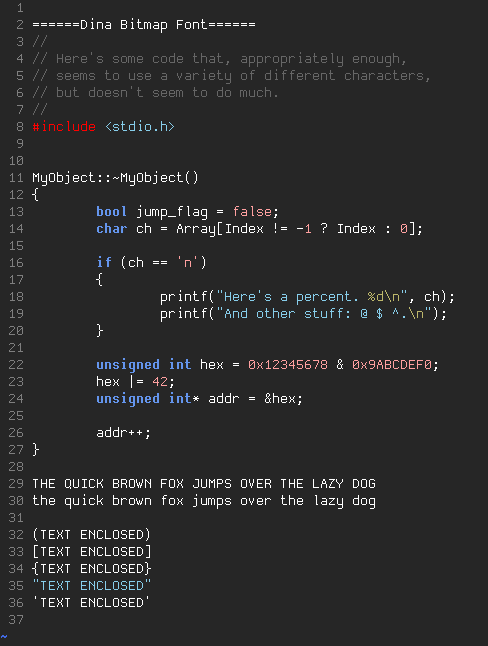 1
2 ======Dina Bitmap Font======
3 //
4 // Here's some code that, appropriately enough,
5 // seems to use a variety of different characters,
6 // but doesn't seem to do much.
7 //
8 #include <stdio.h>
9
10
11 MyObject::~MyObject()
12 {
13         bool jump_flag = false;
14         char ch = Array[Index != -1 ? Index : 0];
15
16         if (ch == 'n')
17         {
18                 printf("Here's a percent. %d\n", ch);
19                 printf("And other stuff: @ $ ^.\n");
20         }
21
22         unsigned int hex = 0x12345678 & 0x9ABCDEF0;
23         hex |= 42;
24         unsigned int* addr = &hex;
25
26         addr++;
27 }
28
29 THE QUICK BROWN FOX JUMPS OVER THE LAZY DOG
30 the quick brown fox jumps over the lazy dog
31
32 (TEXT ENCLOSED)
33 [TEXT ENCLOSED]
34 {TEXT ENCLOSED}
35 "TEXT ENCLOSED"
36 'TEXT ENCLOSED'
37
~